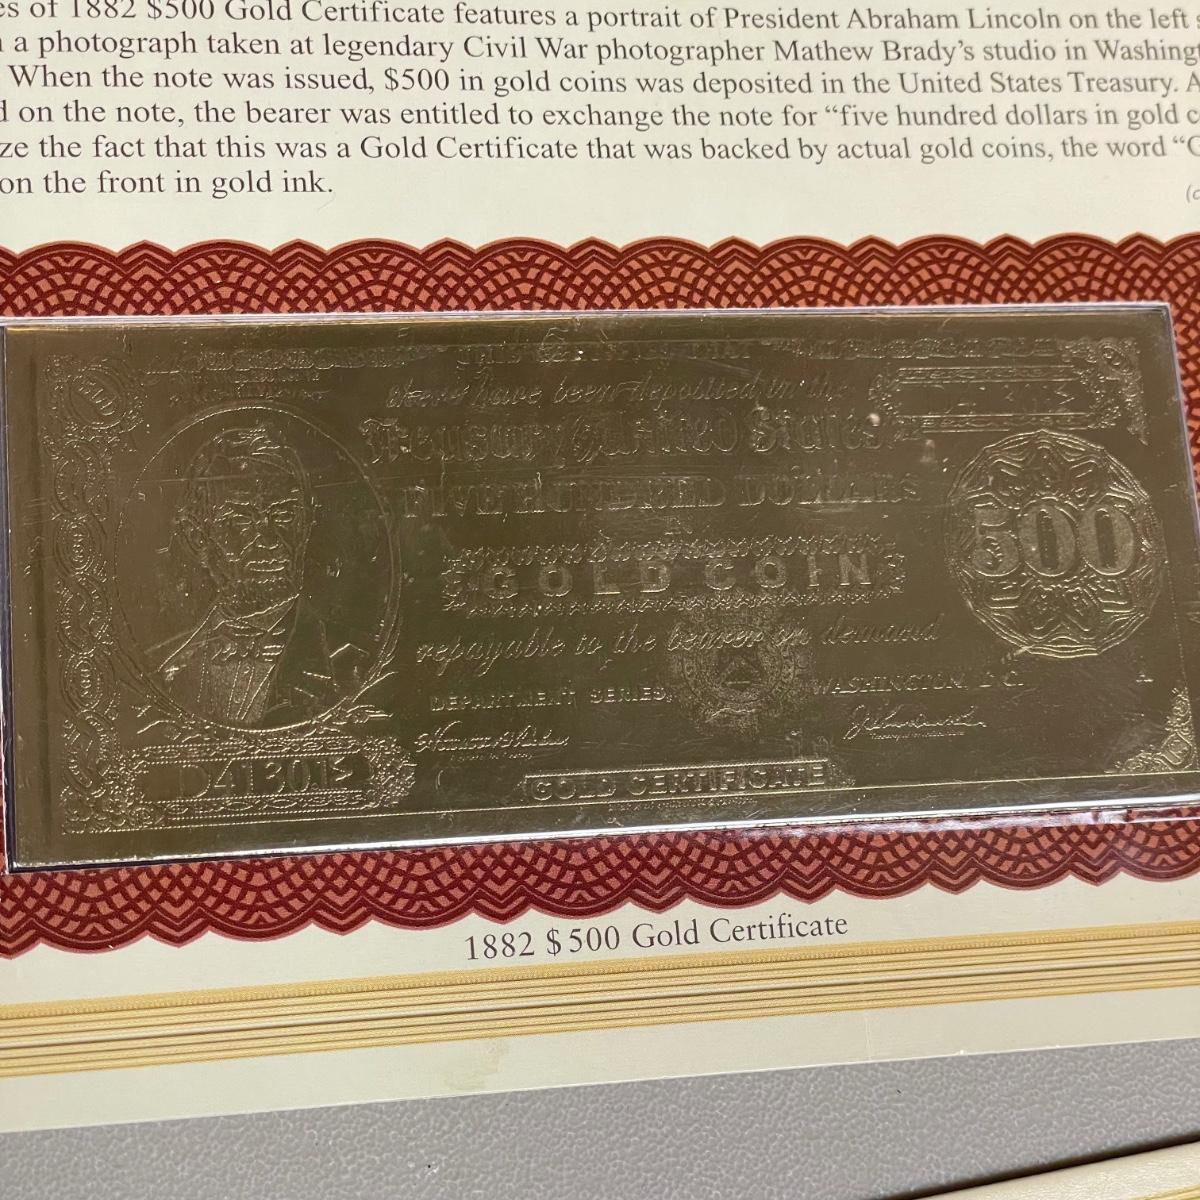 es of 1882 $500 Gold Certificate features a portrait of President Abraham Lincoln on the left s
a photograph taken at legendary Civil War photographer Mathew Brady's studio in Washingt
When the note was issued, $500 in gold coins was deposited in the United States Treasury. A
d on the note, the bearer was entitled to exchange the note for "five hundred dollars in gold c
ze the fact that this was a Gold Certificate that was backed by actual gold coins, the word "G
on the front in gold ink.
(c
THIS CERTIFIES THAT
there have been deposited in the
Treasury of the United States
FIVE HUNDRED DOLLARS
IN
GOLD COIN
500
repayable to the bearer on demand
DEPARTMENT SERIES
WASHINGTON, D.C.
A
GOLD CERTIFICATE
1882 $500 Gold Certificate